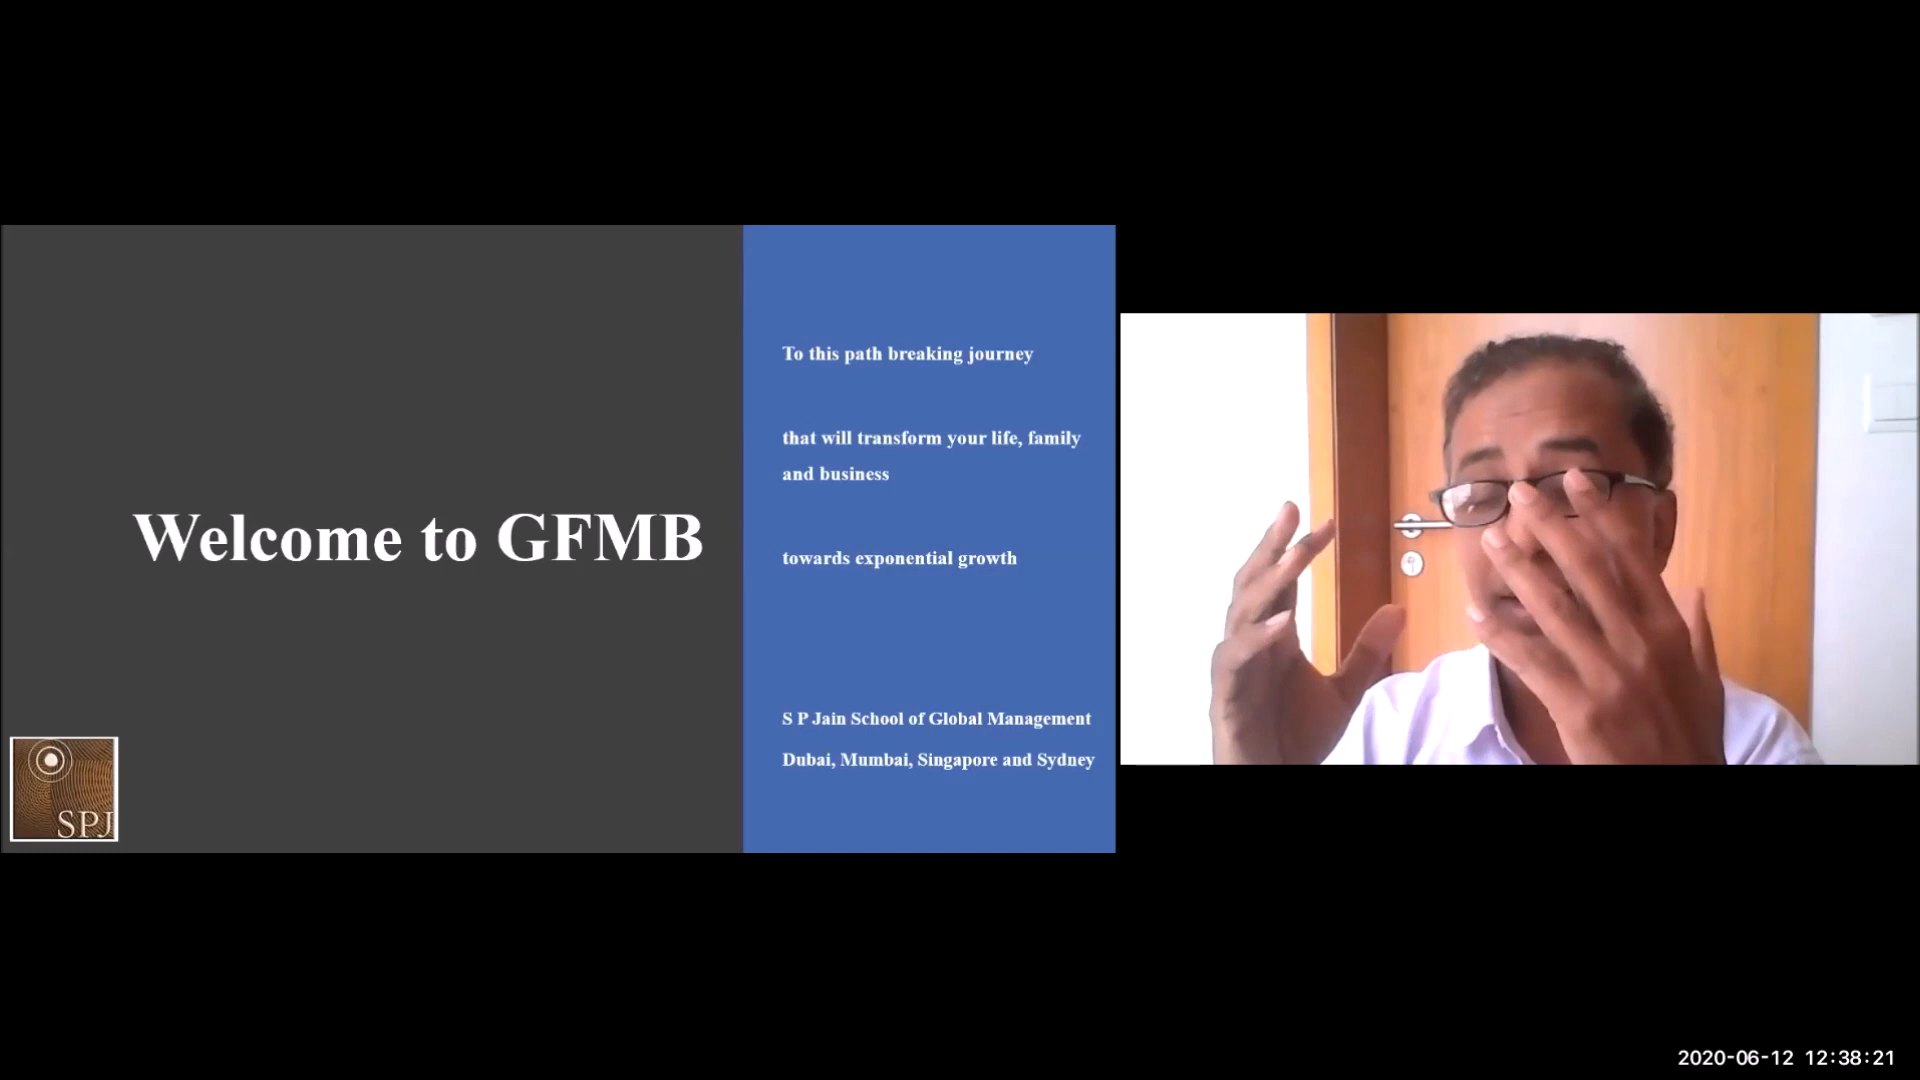 Welcome to GFMB
To this path breaking journey
that will transform your life, family
and business
towards exponential growth
S P Jain School of Global Management
Dubai, Mumbai, Singapore and Sydney
SPJ
2020-06-12 12:38:21